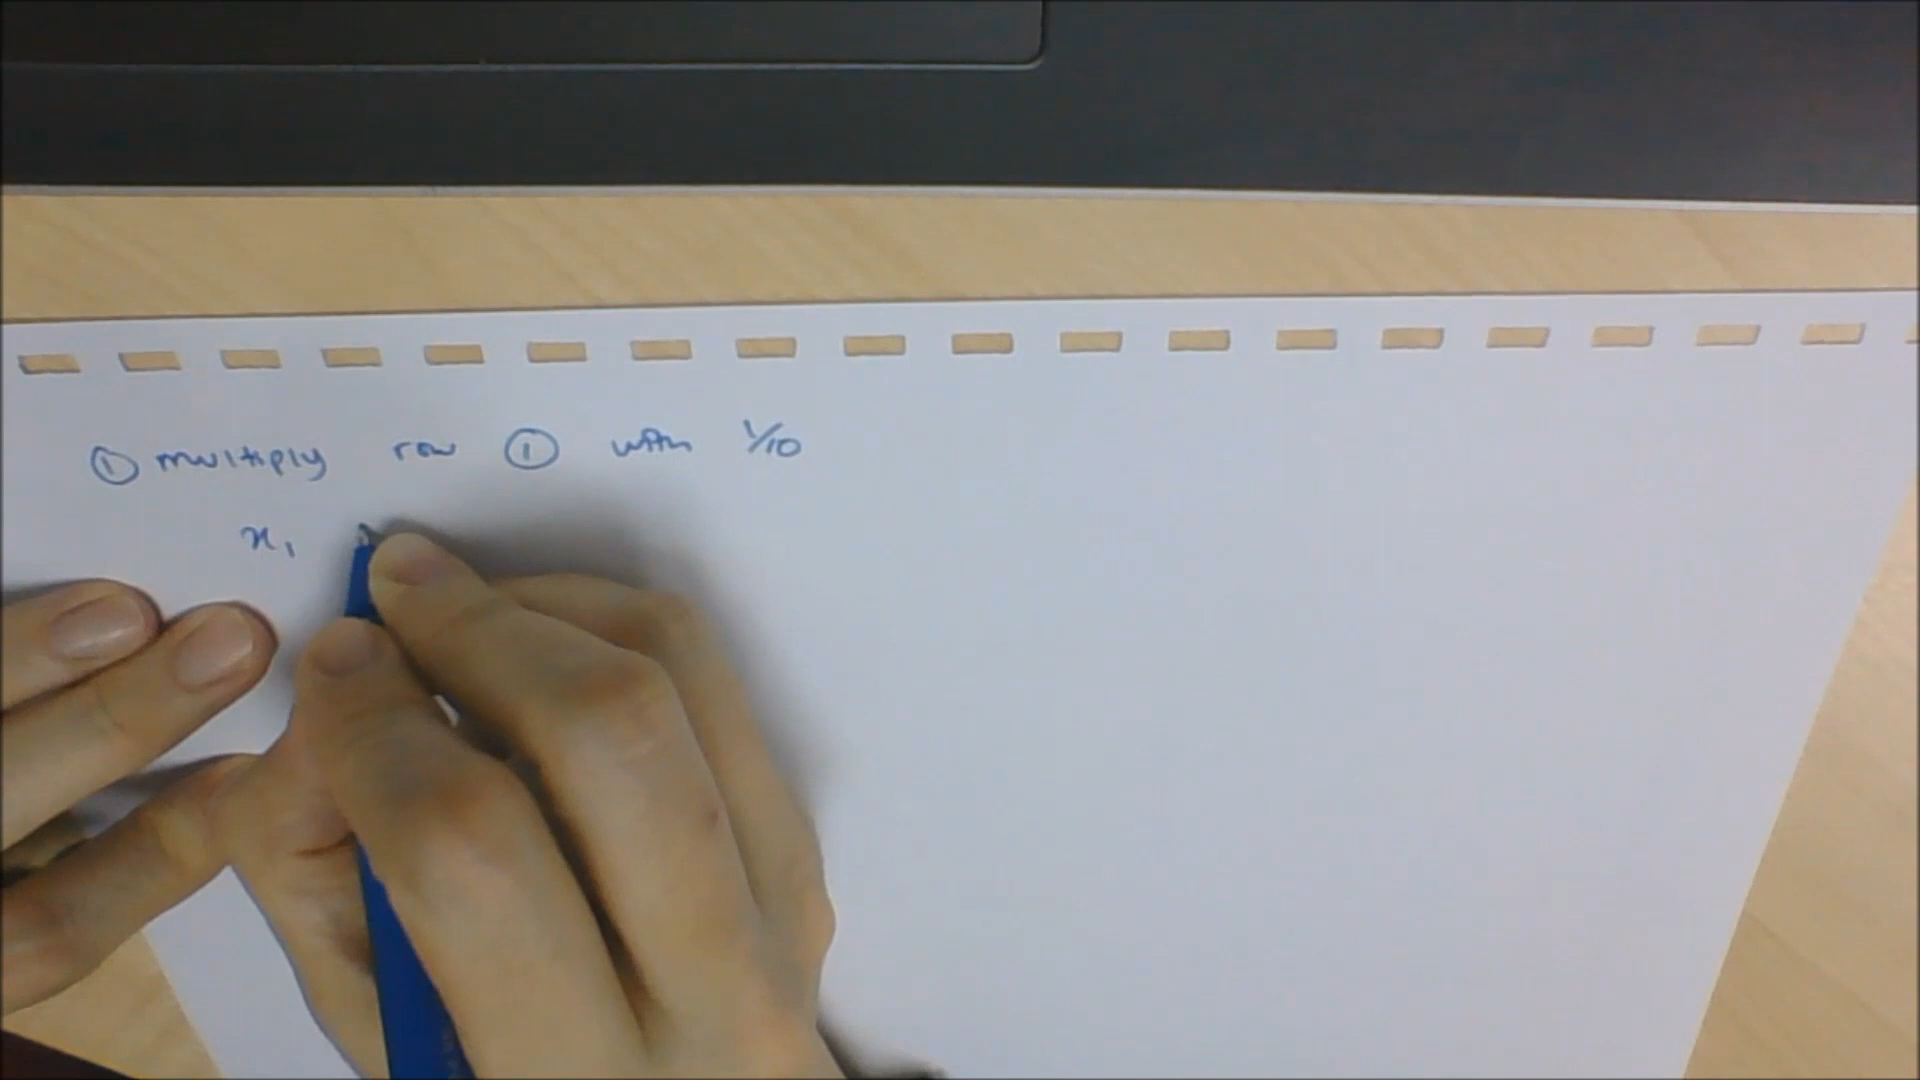 ① multiply row ① with 1/10
x₁